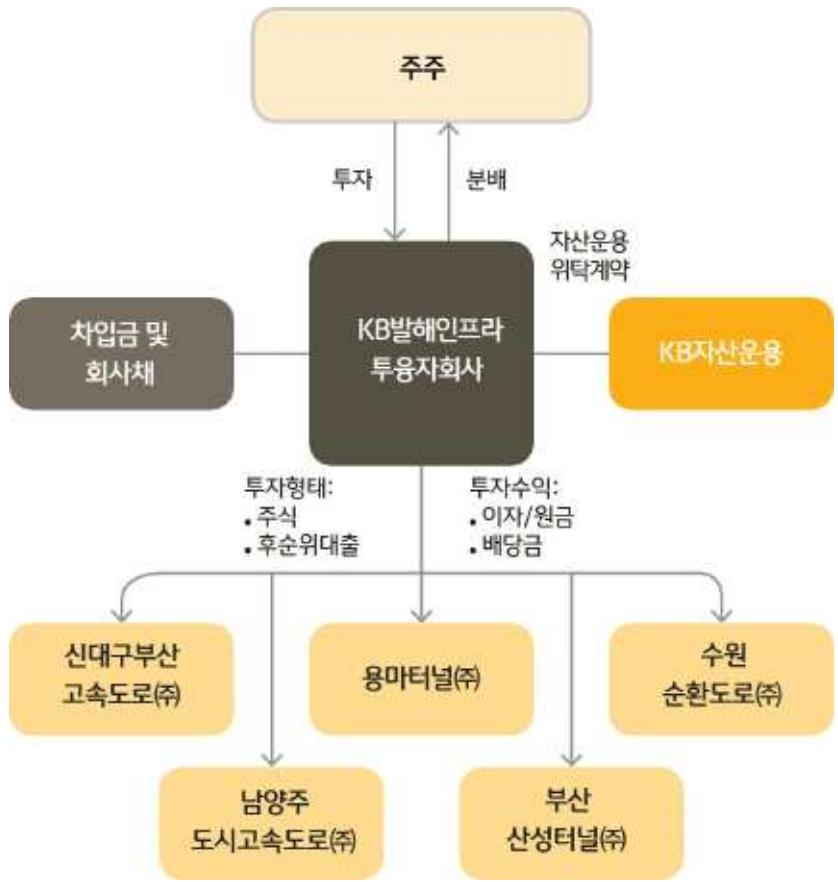 주주
투자
분배
자산운용
위탁계약
차입금 및
회사채
KB발해인프라
투융자회사
KB자산운용
투자형태:
• 주식
• 후순위대출
투자수익:
• 이자/원금
• 배당금
신대구부산
고속도로㈜
용마터널㈜
수원
순환도로㈜
남양주
도시고속도로㈜
부산
산성터널㈜